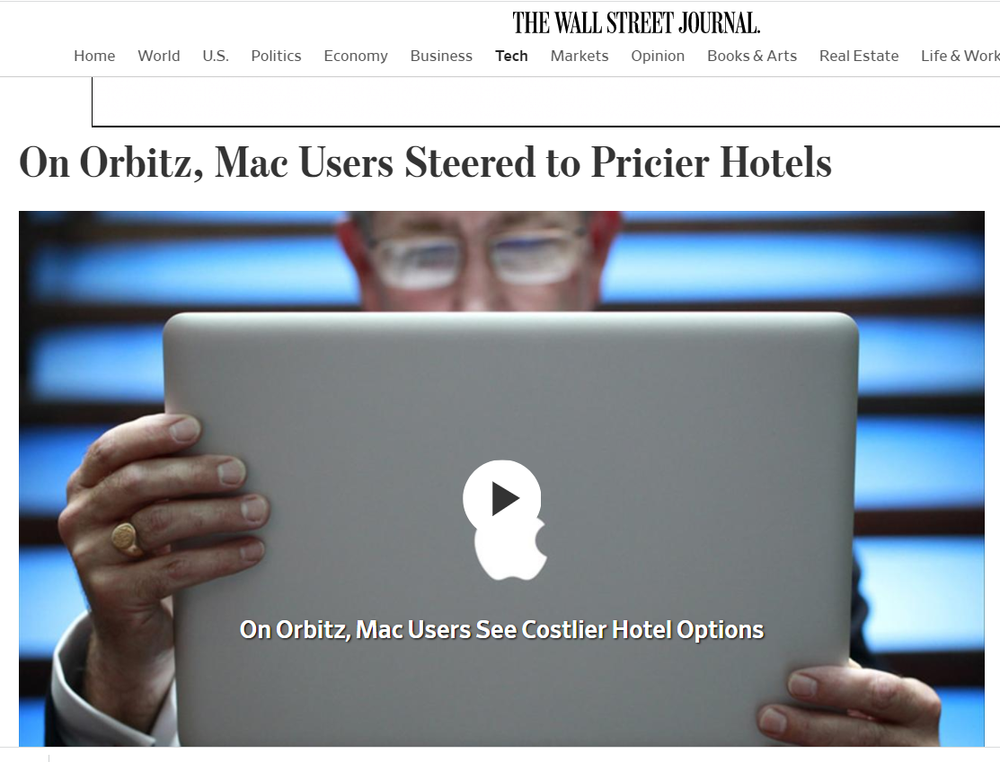 THE WALL STREET JOURNAL.
Home World U.S. Politics Economy Business Tech Markets Opinion Books & Arts Real Estate Life & Work
On Orbitz, Mac Users Steered to Pricier Hotels
On Orbitz, Mac Users See Costlier Hotel Options